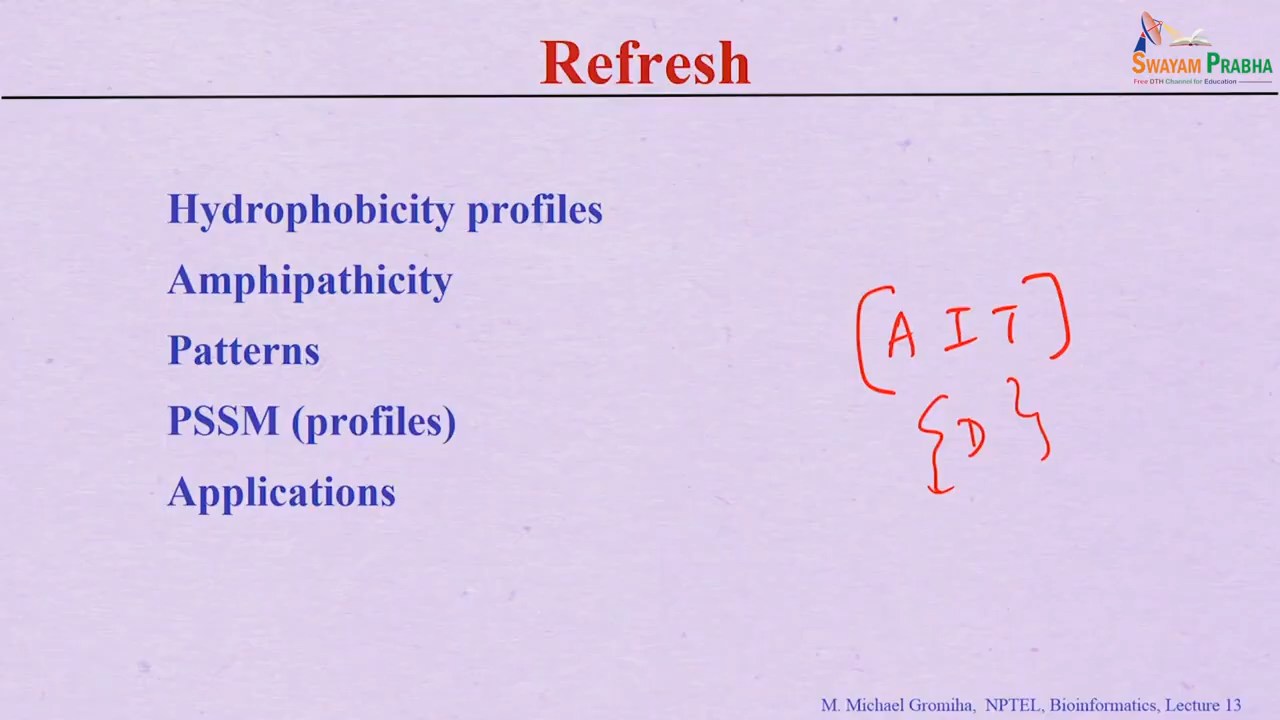 Refresh
SWAYAM PRABHA
Free DTH Channel for Education
Hydrophobicity profiles
Amphipathicity
Patterns
PSSM (profiles)
Applications
[A I T]
{D}
M. Michael Gromiha, NPTEL, Bioinformatics, Lecture 13